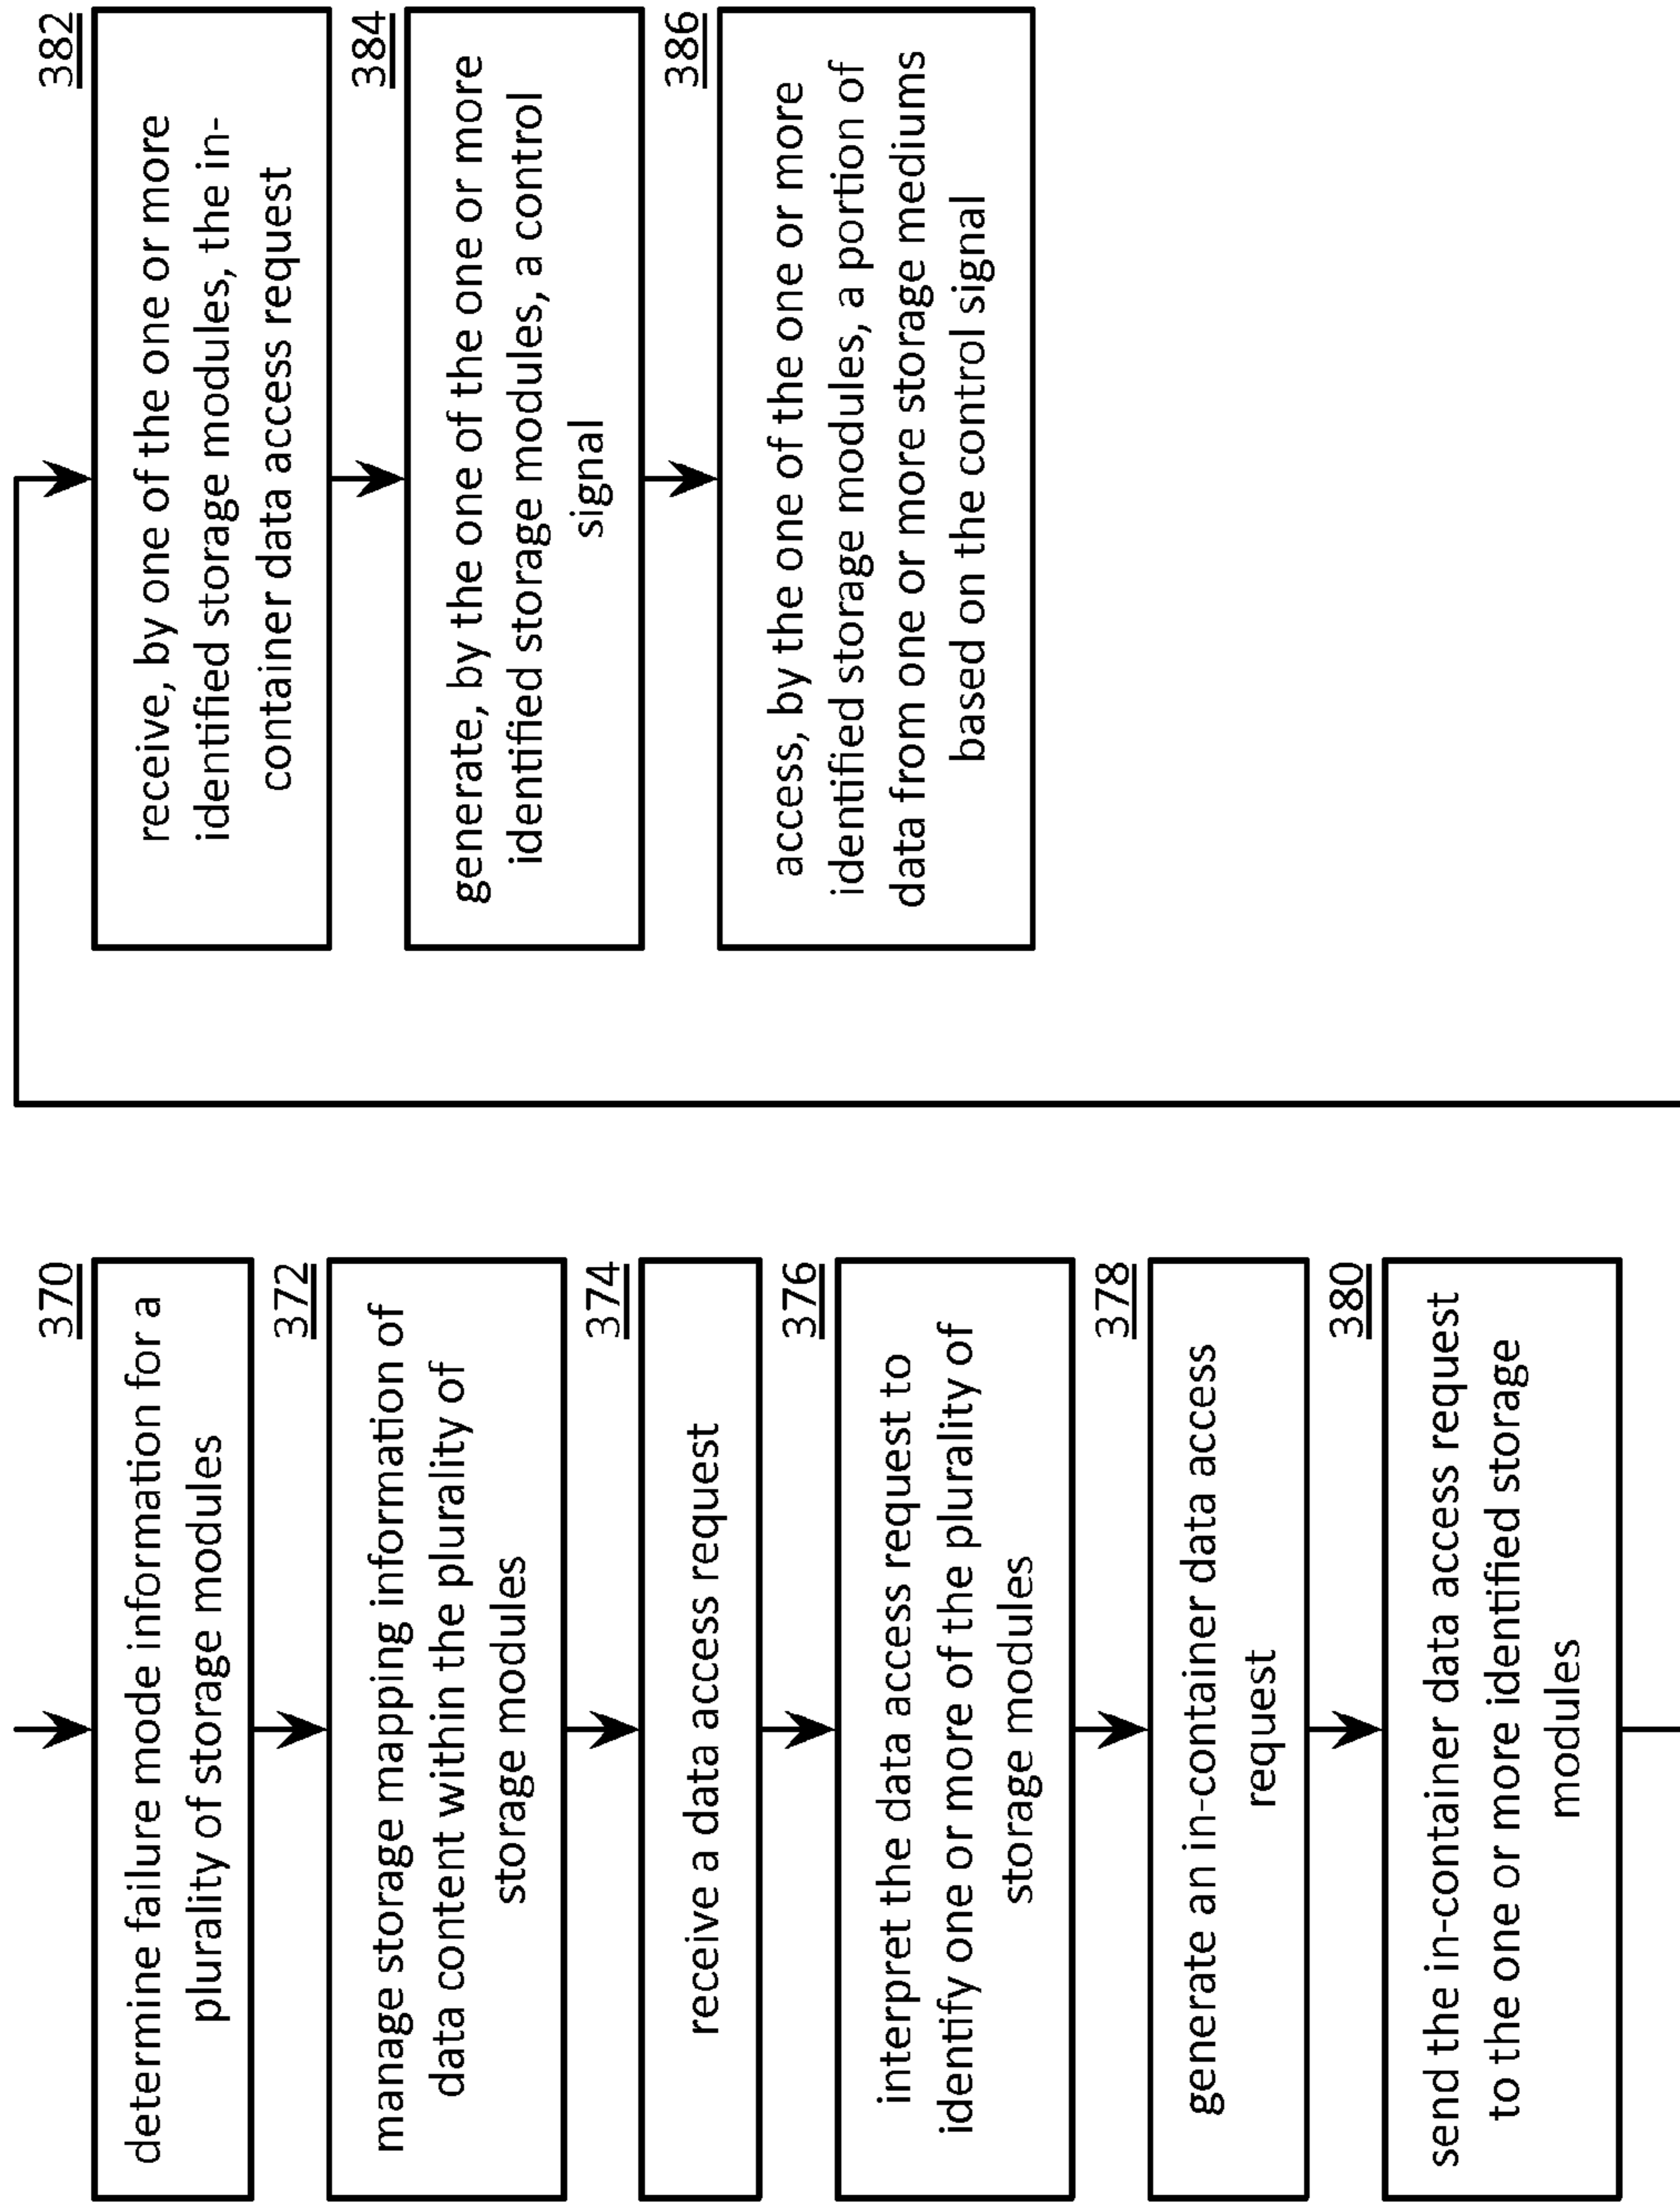 370
determine failure mode information for a
plurality of storage modules
372
manage storage mapping information of
data content within the plurality of
storage modules
374
receive a data access request
376
interpret the data access request to
identify one or more of the plurality of
storage modules
378
generate an in-container data access
request
380
send the in-container data access request
to the one or more identified storage
modules
382
receive, by one of the one or more
identified storage modules, the in-
container data access request
384
generate, by the one of the one or more
identified storage modules, a control
signal
386
access, by the one of the one or more
identified storage modules, a portion of
data from one or more storage mediums
based on the control signal